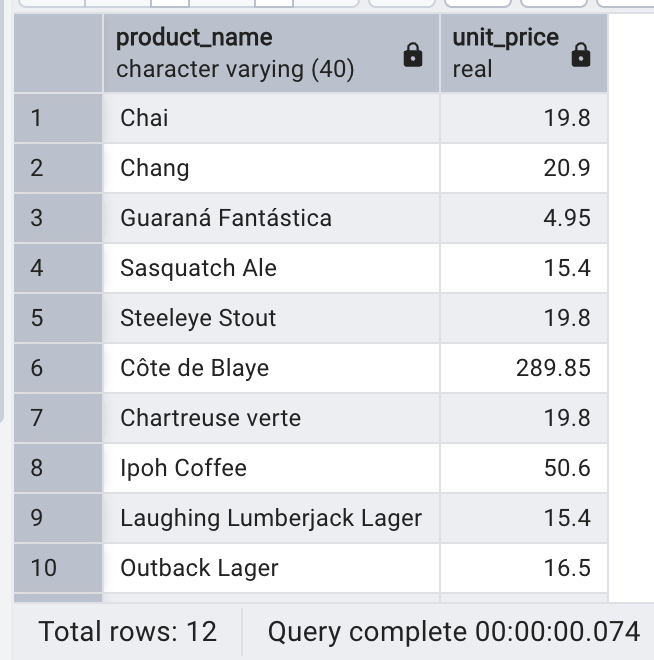 product_name unit_price
character varying (40) real
1 Chai 19.8
2 Chang 20.9
3 Guaraná Fantástica 4.95
4 Sasquatch Ale 15.4
5 Steeleye Stout 19.8
6 Côte de Blaye 289.85
7 Chartreuse verte 19.8
8 Ipoh Coffee 50.6
9 Laughing Lumberjack Lager 15.4
10 Outback Lager 16.5
Total rows: 12 Query complete 00:00:00.074